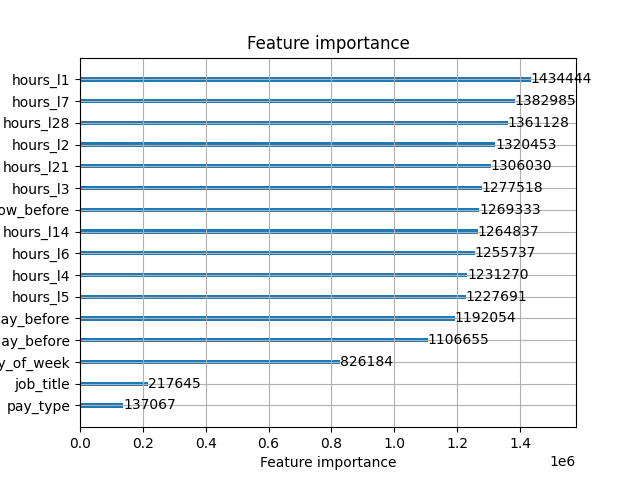 Feature importance
hours_l1 1434444
hours_l7 1382985
hours_l28 1361128
hours_l2 1320453
hours_l21 1306030
hours_l3 1277518
ow_before 1269333
hours_l14 1264837
hours_l6 1255737
hours_l4 1231270
hours_l5 1227691
ay_before 1192054
ay_before 1106655
y_of_week 826184
job_title 217645
pay_type 137067
0.0 0.2 0.4 0.6 0.8 1.0 1.2 1.4
Feature importance 1e6